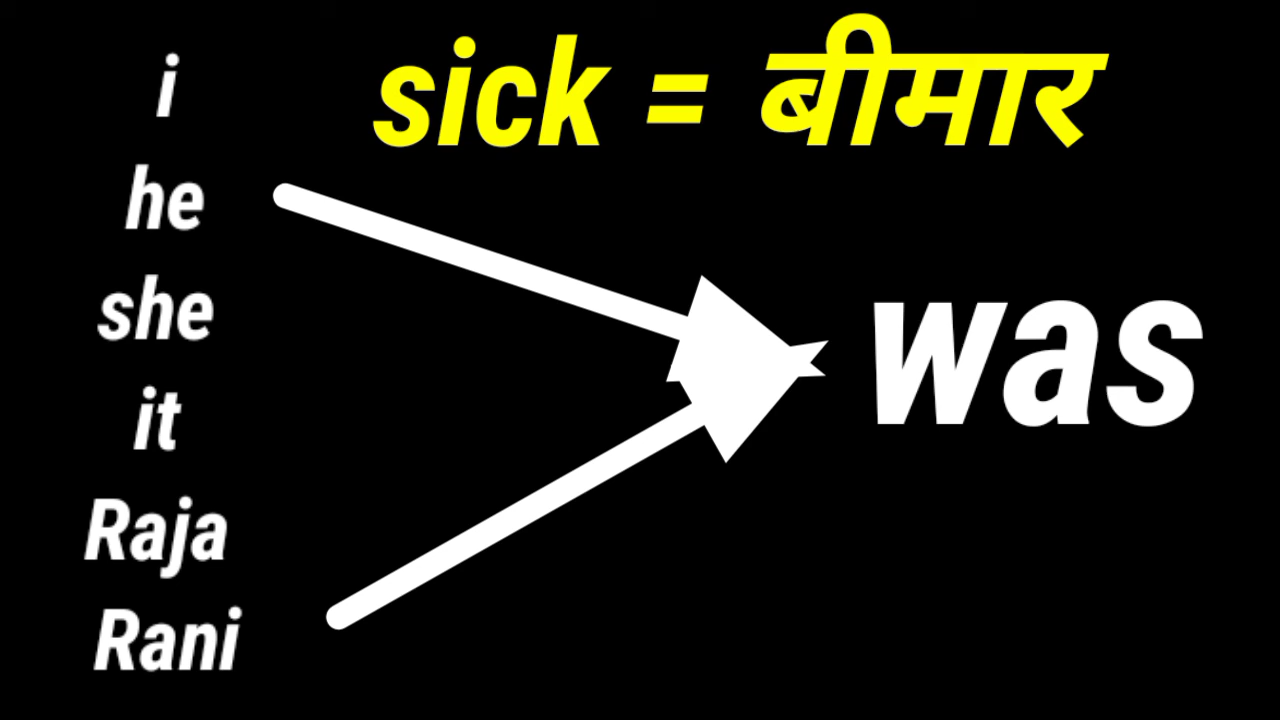 i
sick = बीमार
he
she
was
it
Raja
Rani